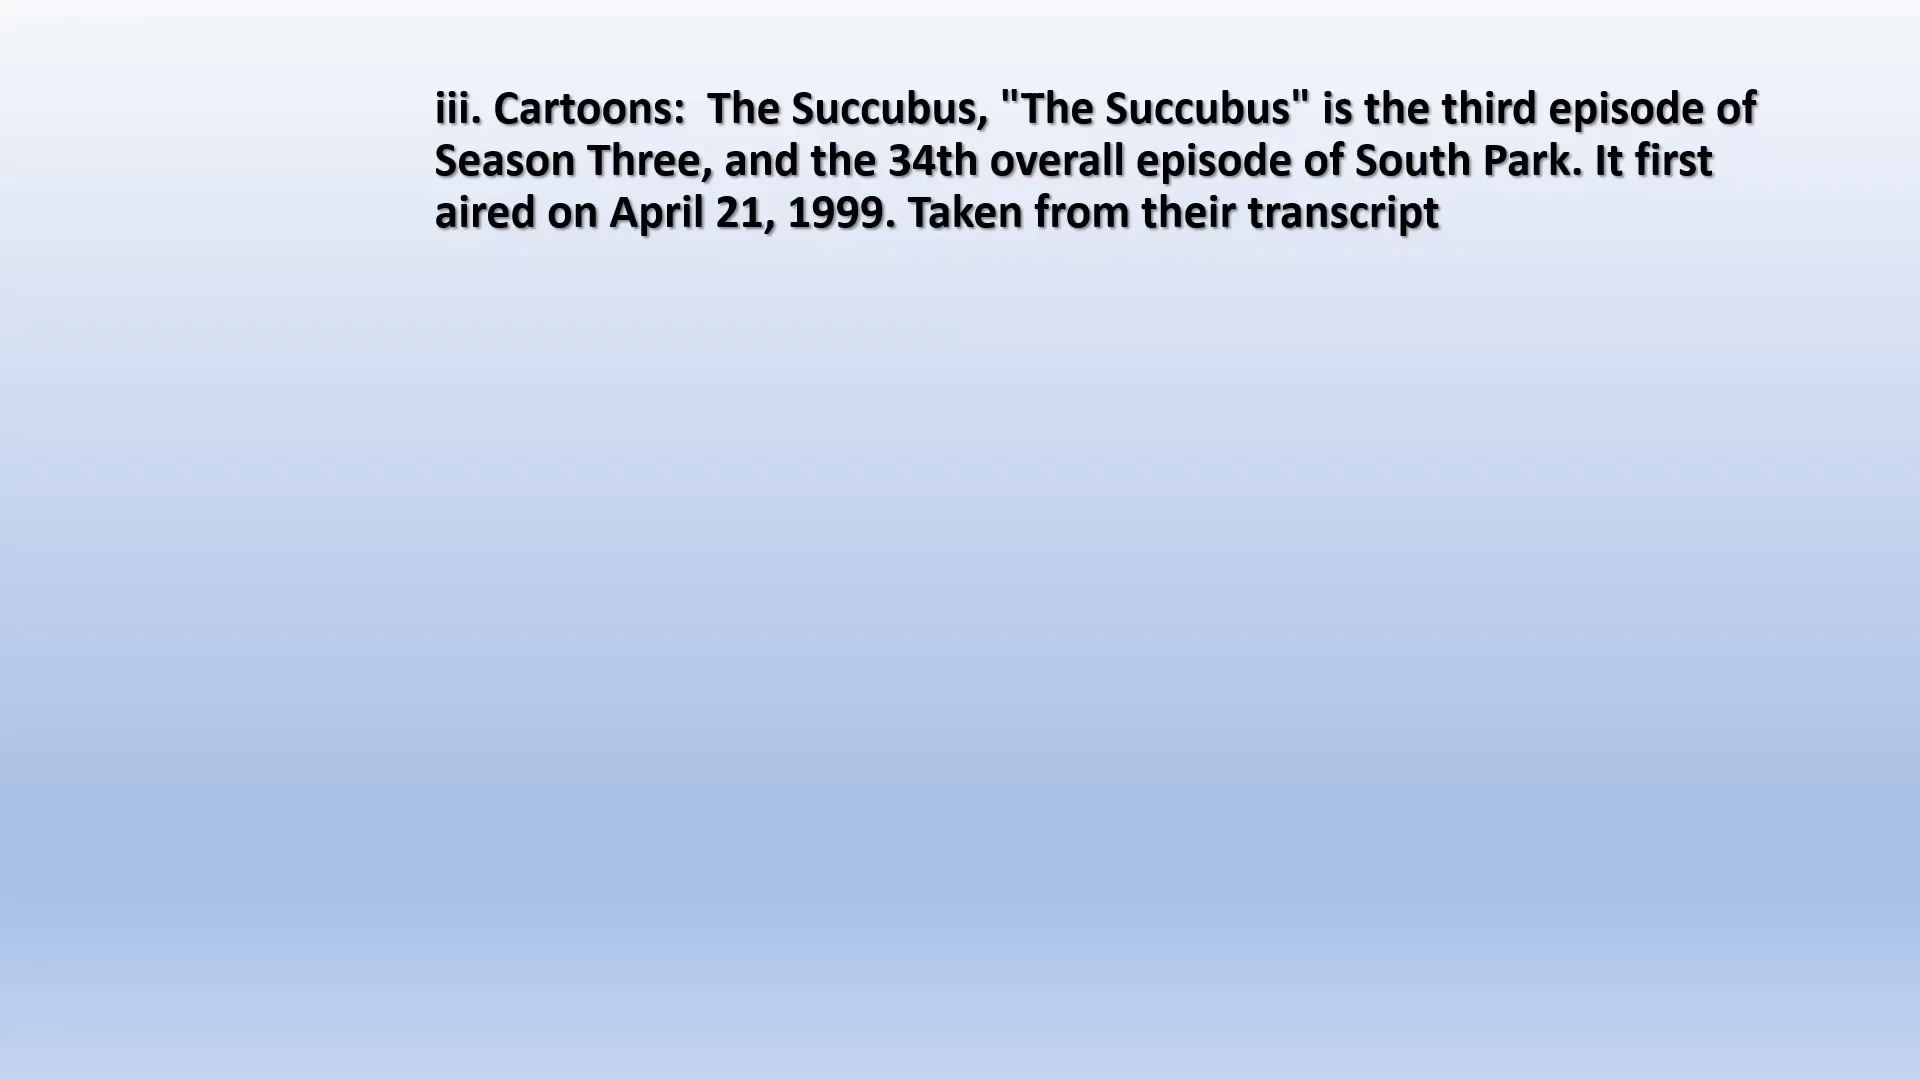 iii. Cartoons:  The Succubus, "The Succubus" is the third episode of
Season Three, and the 34th overall episode of South Park. It first
aired on April 21, 1999. Taken from their transcript